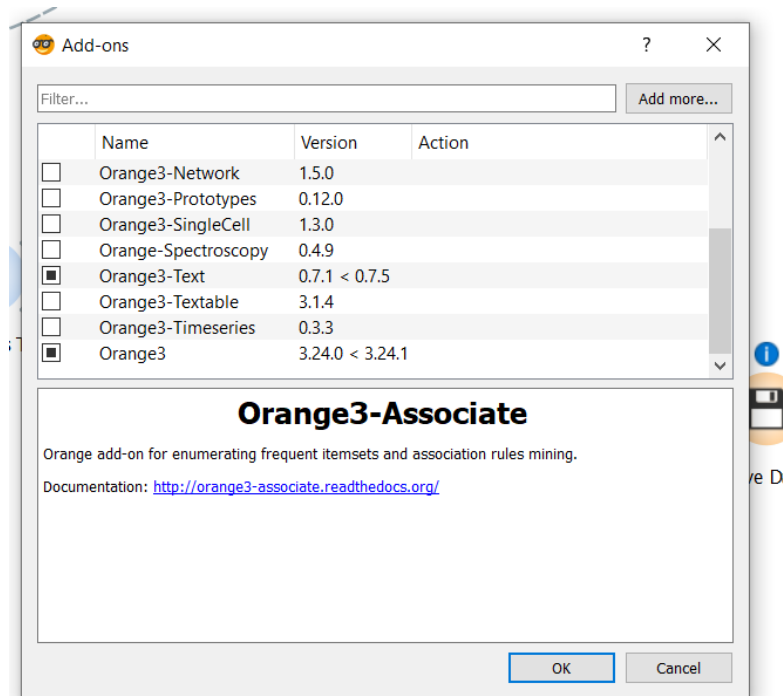 Add-ons ?
Filter... Add more...
Name Version Action
Orange3-Network 1.5.0
Orange3-Prototypes 0.12.0
Orange3-SingleCell 1.3.0
Orange-Spectroscopy 0.4.9
Orange3-Text 0.7.1 < 0.7.5
Orange3-Textable 3.1.4
Orange3-Timeseries 0.3.3
Orange3 3.24.0 < 3.24.1
Orange3-Associate
Orange add-on for enumerating frequent itemsets and association rules mining.
Documentation: http://orange3-associate.readthedocs.org/
OK Cancel